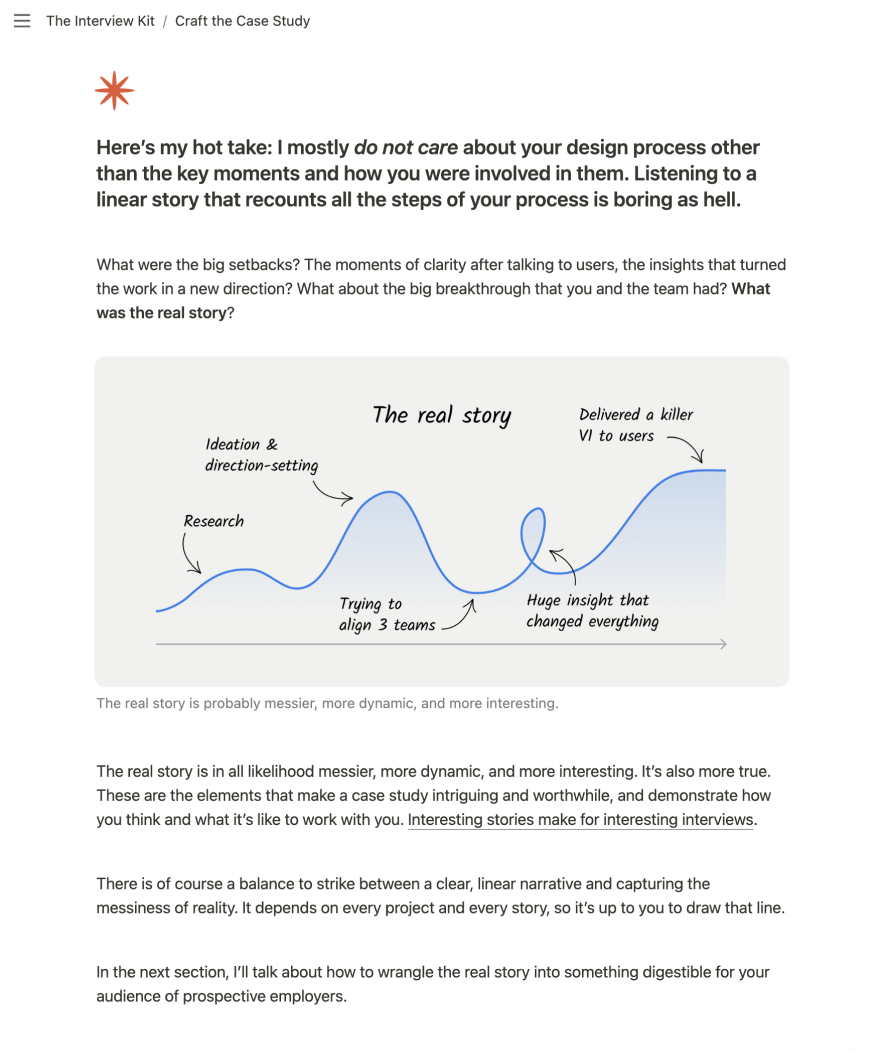 The Interview Kit / Craft the Case Study
Here's my hot take: I mostly do not care about your design process other
than the key moments and how you were involved in them. Listening to a
linear story that recounts all the steps of your process is boring as hell.
What were the big setbacks? The moments of clarity after talking to users, the insights that turned
the work in a new direction? What about the big breakthrough that you and the team had? What
was the real story?
The real story
Delivered a killer
V1 to users
Ideation &
direction-setting
Research
Trying to
align 3 teams
Huge insight that
changed everything
The real story is probably messier, more dynamic, and more interesting.
The real story is in all likelihood messier, more dynamic, and more interesting. It's also more true.
These are the elements that make a case study intriguing and worthwhile, and demonstrate how
you think and what it's like to work with you. Interesting stories make for interesting interviews.
There is of course a balance to strike between a clear, linear narrative and capturing the
messiness of reality. It depends on every project and every story, so it's up to you to draw that line.
In the next section, I'll talk about how to wrangle the real story into something digestible for your
audience of prospective employers.